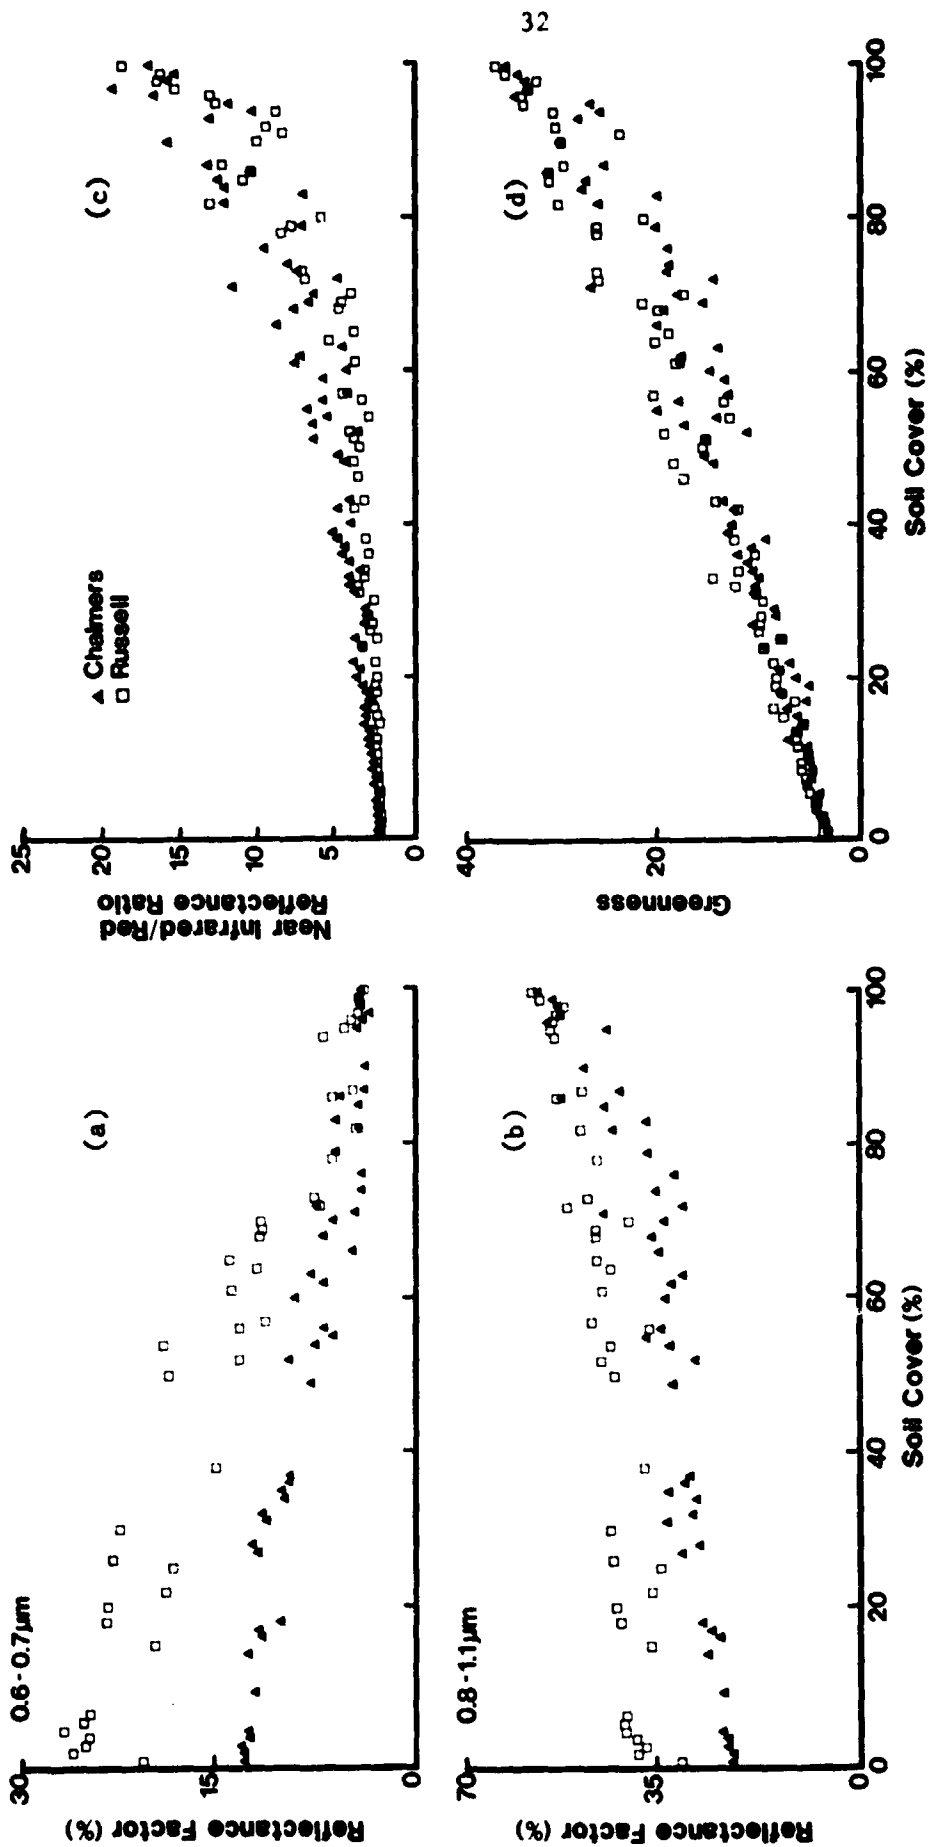 32
0.6-0.7μm
(a)
30
15
0
Reflectance Factor (%)
0.8-1.1μm
(b)
70
35
0
Reflectance Factor (%)
0
20
40
60
80
100
Soil Cover (%)
▲ Chalmers
□ Russell
(c)
25
20
15
10
5
0
Near Infrared/Red
Reflectance Ratio
(d)
40
20
0
Greenness
0
20
40
60
80
100
Soil Cover (%)